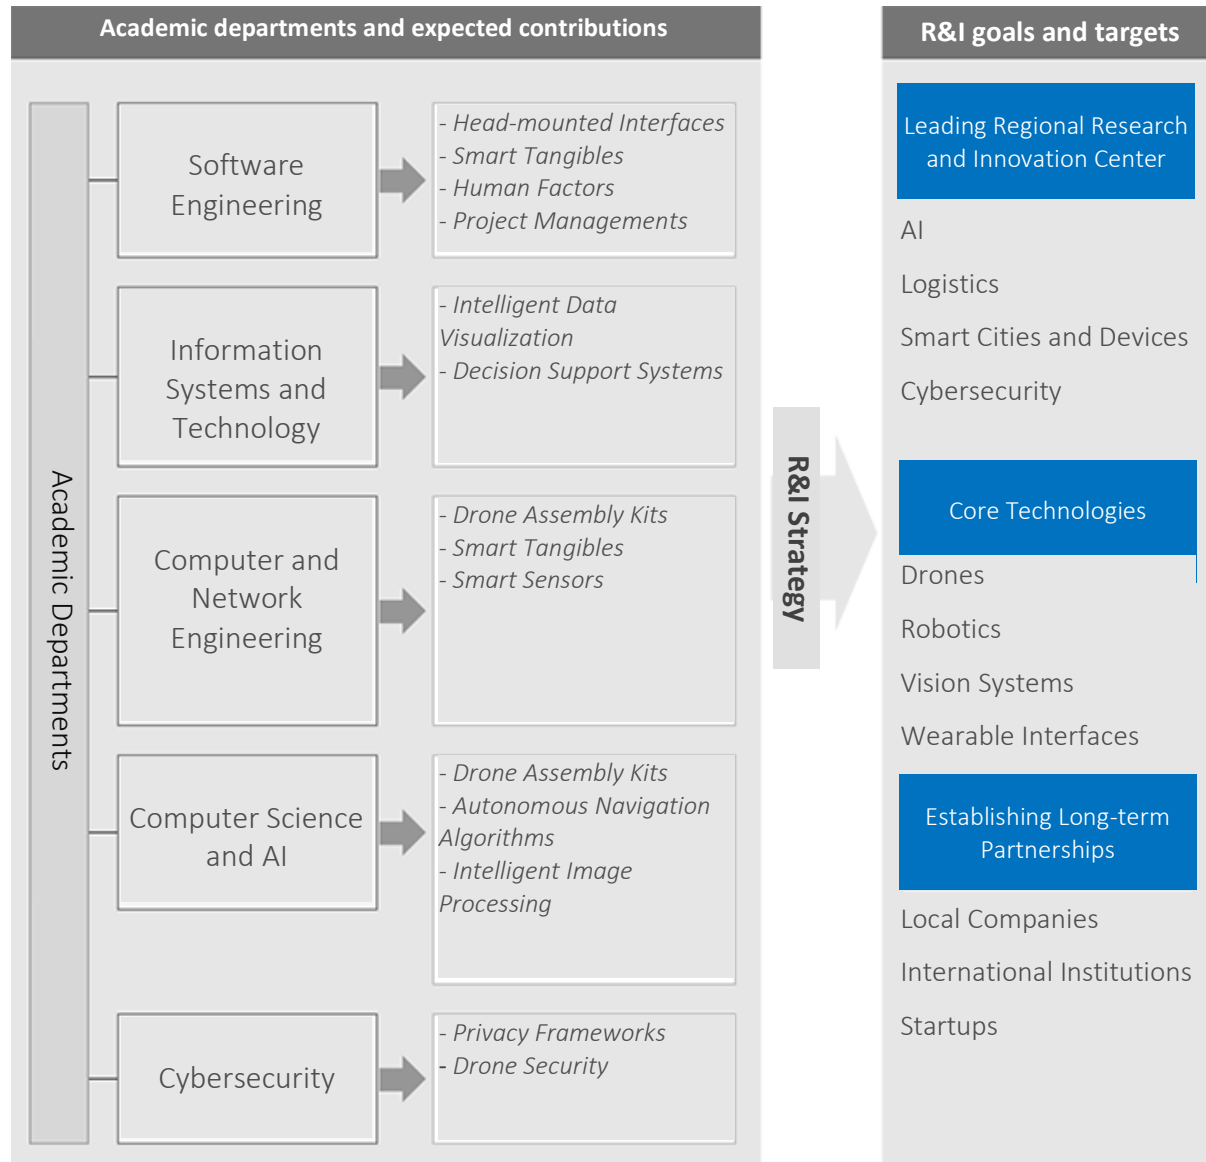 Academic departments and expected contributions
Academic Departments
Software
Engineering
- Head-mounted Interfaces
- Smart Tangibles
- Human Factors
- Project Managements
Information
Systems and
Technology
- Intelligent Data
Visualization
- Decision Support Systems
Computer and
Network
Engineering
- Drone Assembly Kits
- Smart Tangibles
- Smart Sensors
Computer Science
and AI
- Drone Assembly Kits
- Autonomous Navigation
Algorithms
- Intelligent Image
Processing
Cybersecurity
- Privacy Frameworks
- Drone Security
R&I Strategy
R&I goals and targets
Leading Regional Research
and Innovation Center
AI
Logistics
Smart Cities and Devices
Cybersecurity
Core Technologies
Drones
Robotics
Vision Systems
Wearable Interfaces
Establishing Long-term
Partnerships
Local Companies
International Institutions
Startups